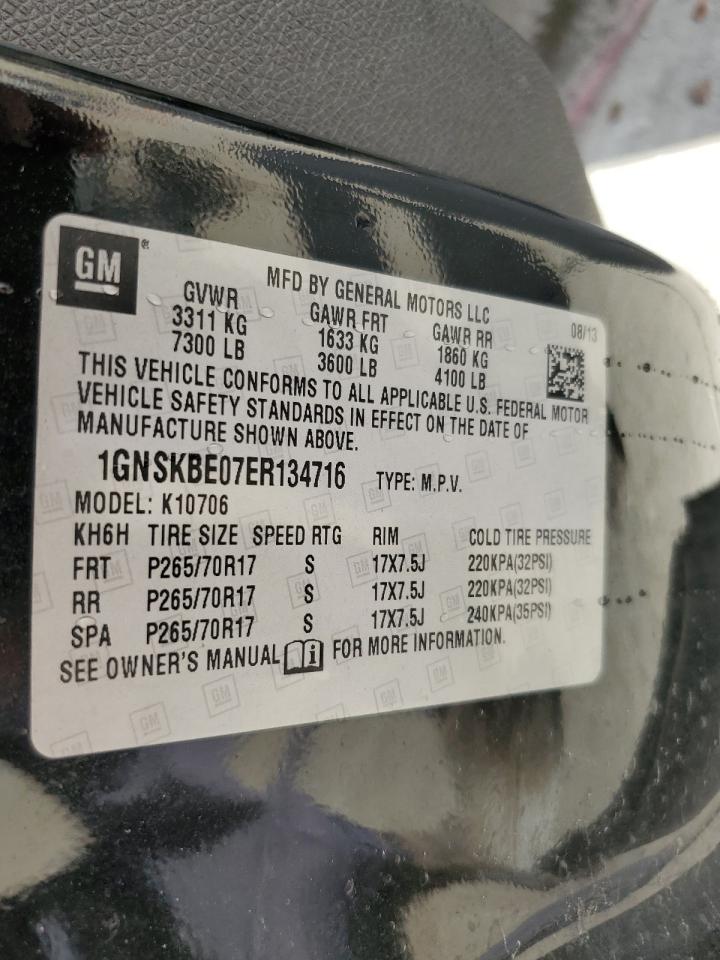 GM
MFD BY GENERAL MOTORS LLC
08/13
GVWR GAWR FRT GAWR RR
3311 KG 1633 KG 1860 KG
7300 LB 3600 LB 4100 LB
THIS VEHICLE CONFORMS TO ALL APPLICABLE U.S. FEDERAL MOTOR
VEHICLE SAFETY STANDARDS IN EFFECT ON THE DATE OF
MANUFACTURE SHOWN ABOVE.
1GNSKBE07ER134716 TYPE: M.P.V.
MODEL: K10706
KH6H TIRE SIZE SPEED RTG RIM COLD TIRE PRESSURE
FRT P265/70R17 S 17X7.5J 220KPA(32PSI)
RR P265/70R17 S 17X7.5J 220KPA(32PSI)
SPA P265/70R17 S 17X7.5J 240KPA(35PSI)
SEE OWNER'S MANUAL i FOR MORE INFORMATION.